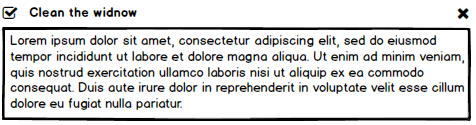 Clean the widnow
Lorem ipsum dolor sit amet, consectetur adipiscing elit, sed do eiusmod
tempor incididunt ut labore et dolore magna aliqua. Ut enim ad minim veniam,
quis nostrud exercitation ullamco laboris nisi ut aliquip ex ea commodo
consequat. Duis aute irure dolor in reprehenderit in voluptate velit esse cillum
dolore eu fugiat nulla pariatur.